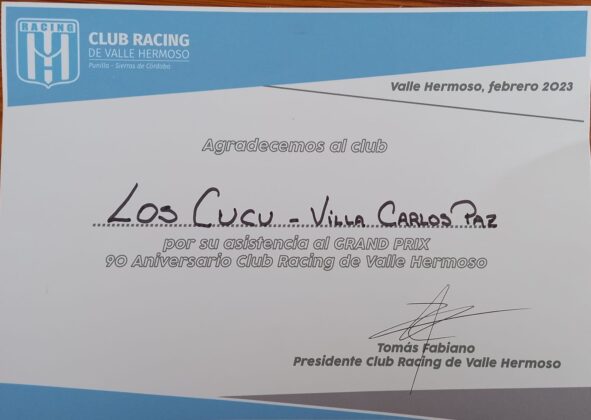 RACING
CLUB RACING
DE VALLE HERMOSO
Punilla - Sierras de Córdoba
Valle Hermoso, febrero 2023
Agradecemos al club
LOS CUCU - VILLA CARLOS PAZ
por su asistencia al GRAND PRIX
90 Aniversario Club Racing de Valle Hermoso
Tomás Fabiano
Presidente Club Racing de Valle Hermoso